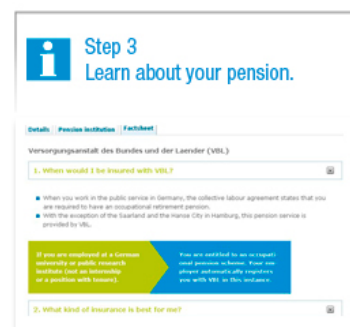 i
Step 3
Learn about your pension.
Details Pension institution Factsheet
Versorgungsanstalt des Bundes und der Laender (VBL)
1. When would I be insured with VBL?
When you work in the public service in Germany, the collective labour agreement states that you
are required to have an occupational retirement pension.
With the exception of the Saarland and the Hanse City in Hamburg, this pension service is
provided by VBL.
If you are employed at a German
university or public research
institute (not an internship
or a position with tenure).
You are entitled to an occupati-
onal pension scheme. Your em-
ployer automatically registers
you with VBL in this instance.
2. What kind of insurance is best for me?